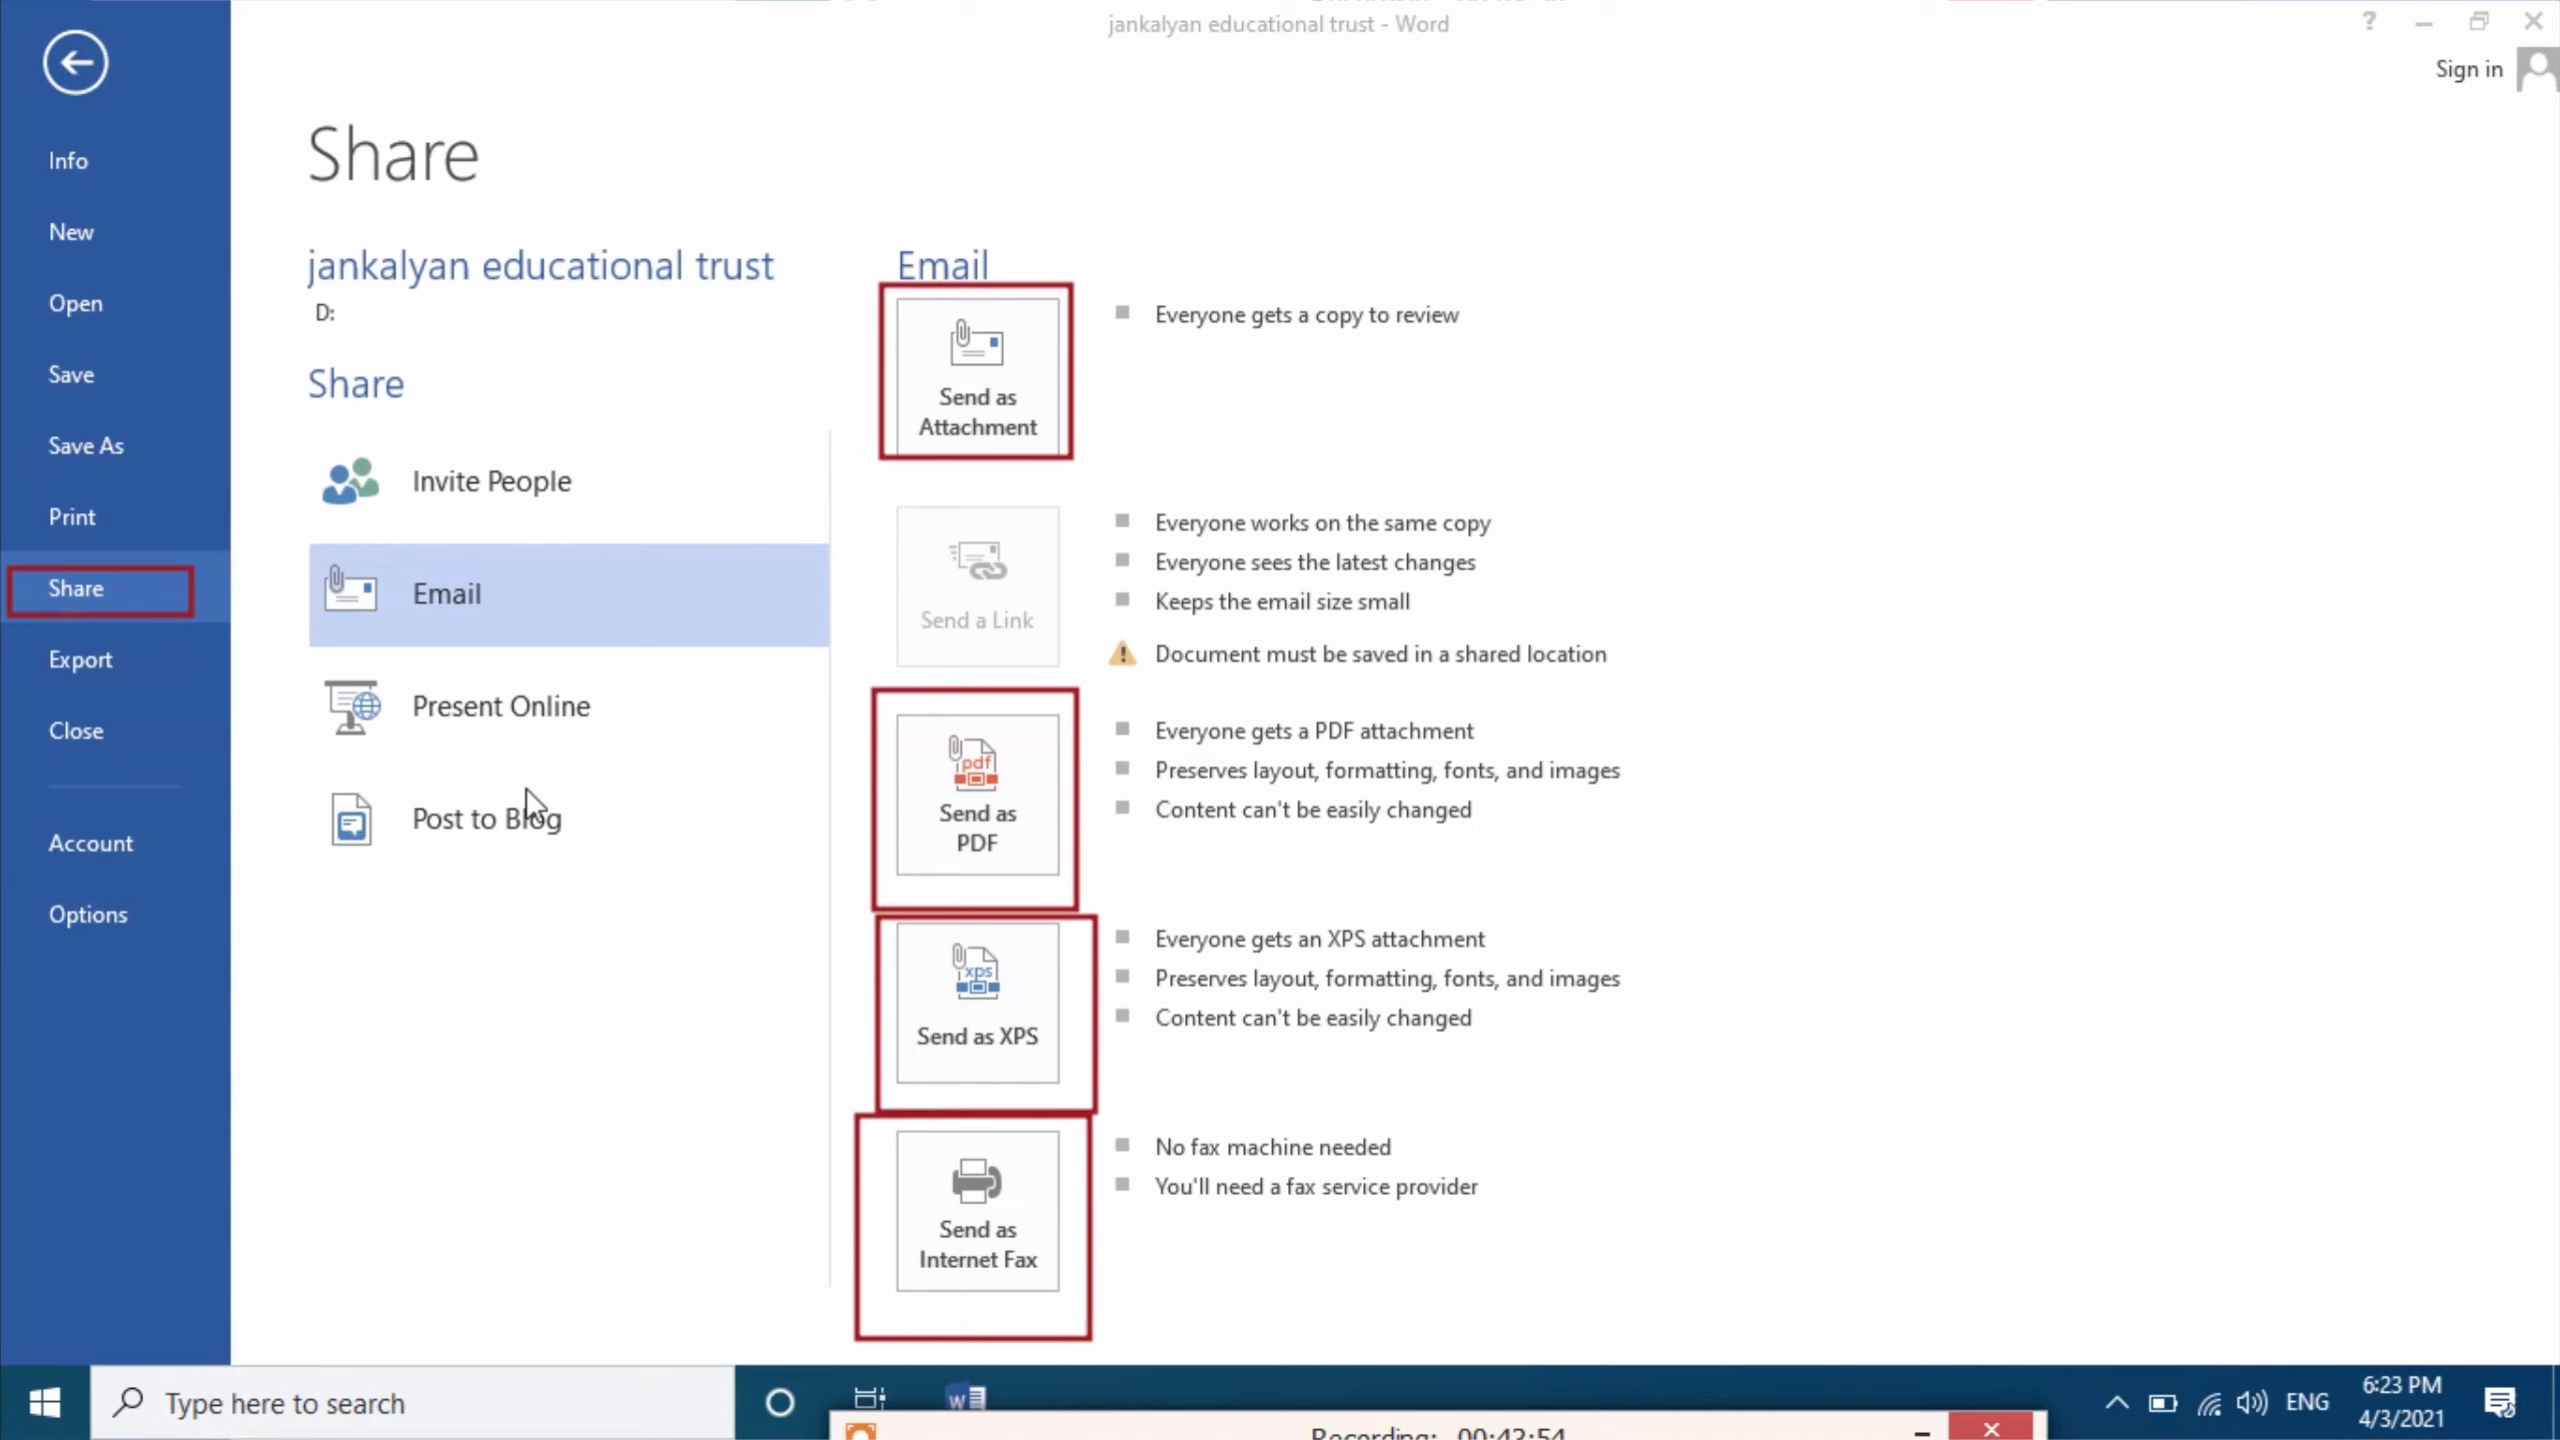 jankalyan educational trust - Word
?
Sign in
Info
New
Open
Save
Save As
Print
Share
Export
Close
Account
Options
Share
jankalyan educational trust
D:
Share
Invite People
Email
Present Online
Post to Blog
Email
Send as
Attachment
Everyone gets a copy to review
Send a Link
Everyone works on the same copy
Everyone sees the latest changes
Keeps the email size small
Document must be saved in a shared location
pdf
Send as
PDF
Everyone gets a PDF attachment
Preserves layout, formatting, fonts, and images
Content can't be easily changed
xps
Send as XPS
Everyone gets an XPS attachment
Preserves layout, formatting, fonts, and images
Content can't be easily changed
Send as
Internet Fax
No fax machine needed
You'll need a fax service provider
Type here to search
W
ENG
6:23 PM
4/3/2021
Recording: 00:43:54